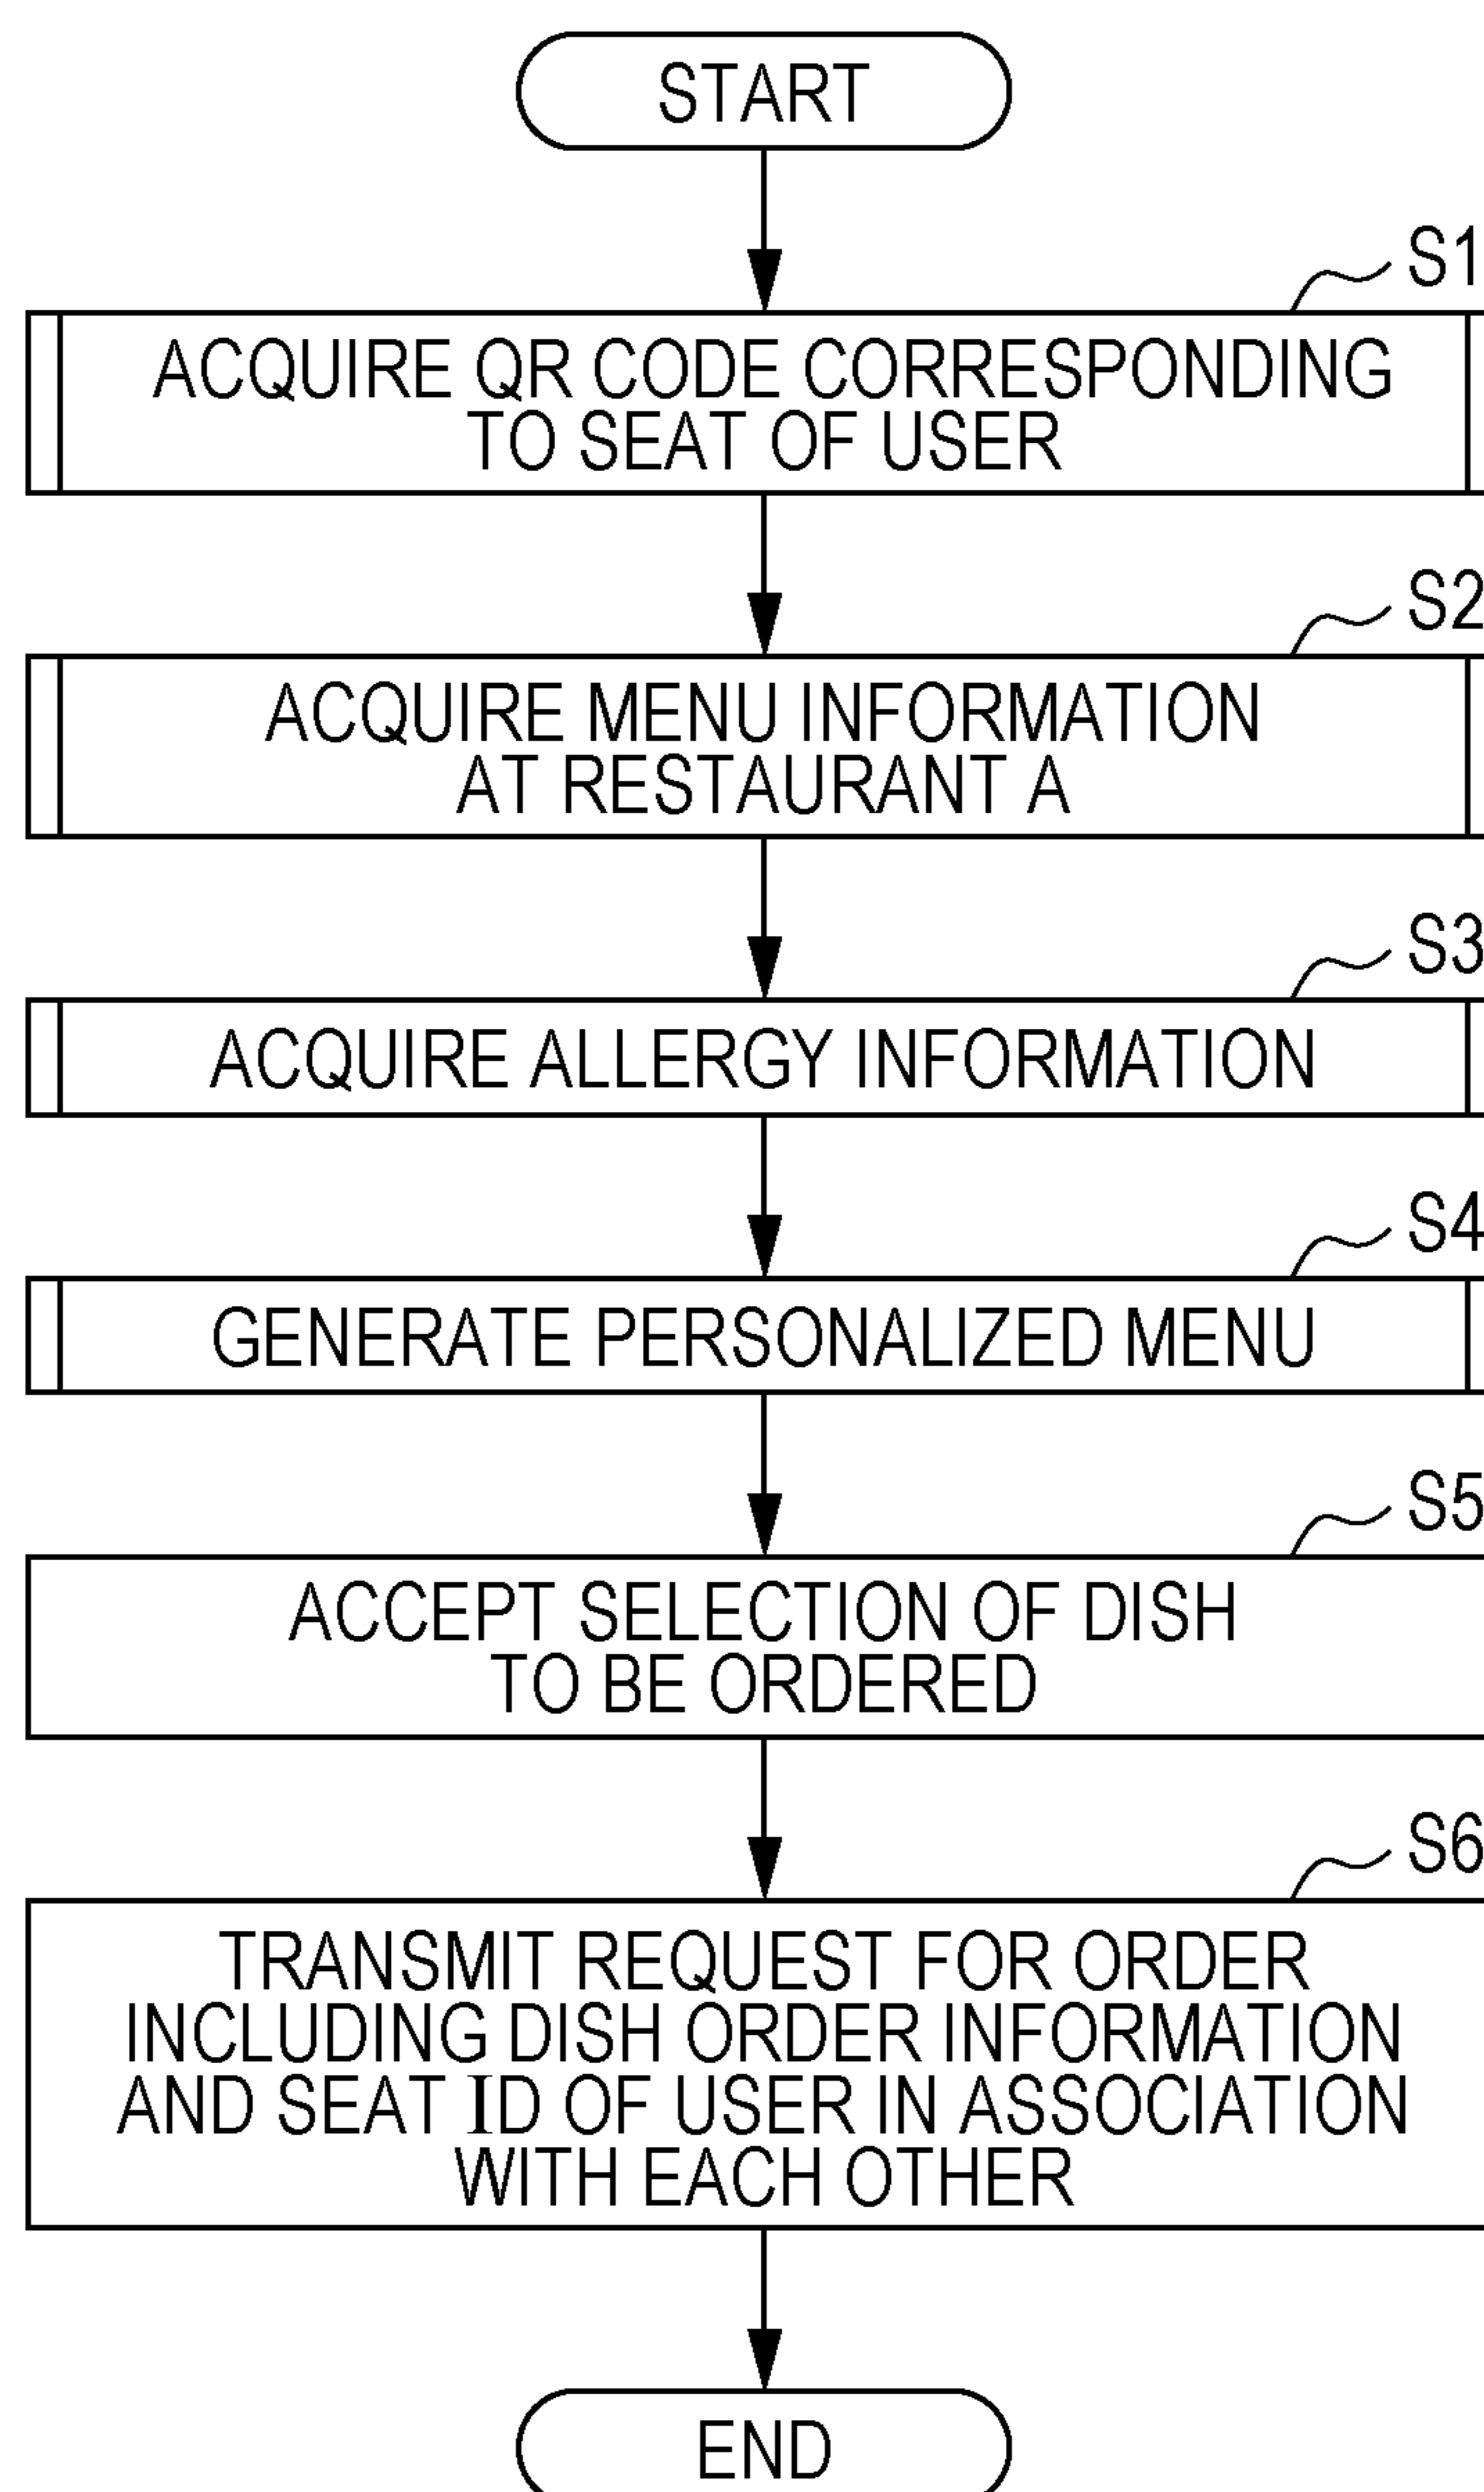 START
S1
ACQUIRE QR CODE CORRESPONDING
TO SEAT OF USER
S2
ACQUIRE MENU INFORMATION
AT RESTAURANT A
S3
ACQUIRE ALLERGY INFORMATION
S4
GENERATE PERSONALIZED MENU
S5
ACCEPT SELECTION OF DISH
TO BE ORDERED
S6
TRANSMIT REQUEST FOR ORDER
INCLUDING DISH ORDER INFORMATION
AND SEAT ID OF USER IN ASSOCIATION
WITH EACH OTHER
END